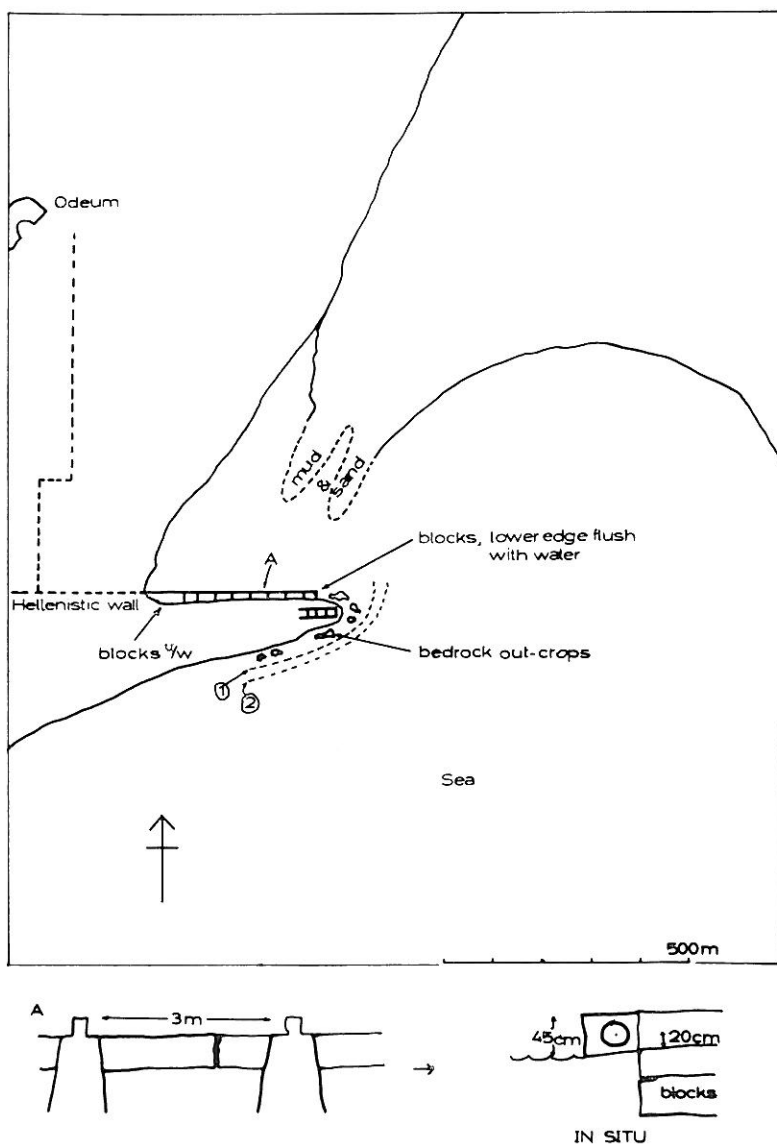 Odeum
mud
&
sand
A
blocks, lower edge flush
with water
Hellenistic wall
blocks u/w
bedrock out-crops
1
2
Sea
500m
A
3m
45cm
20cm
blocks
IN SITU